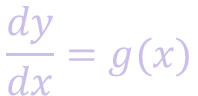 dy/dx = g(x)